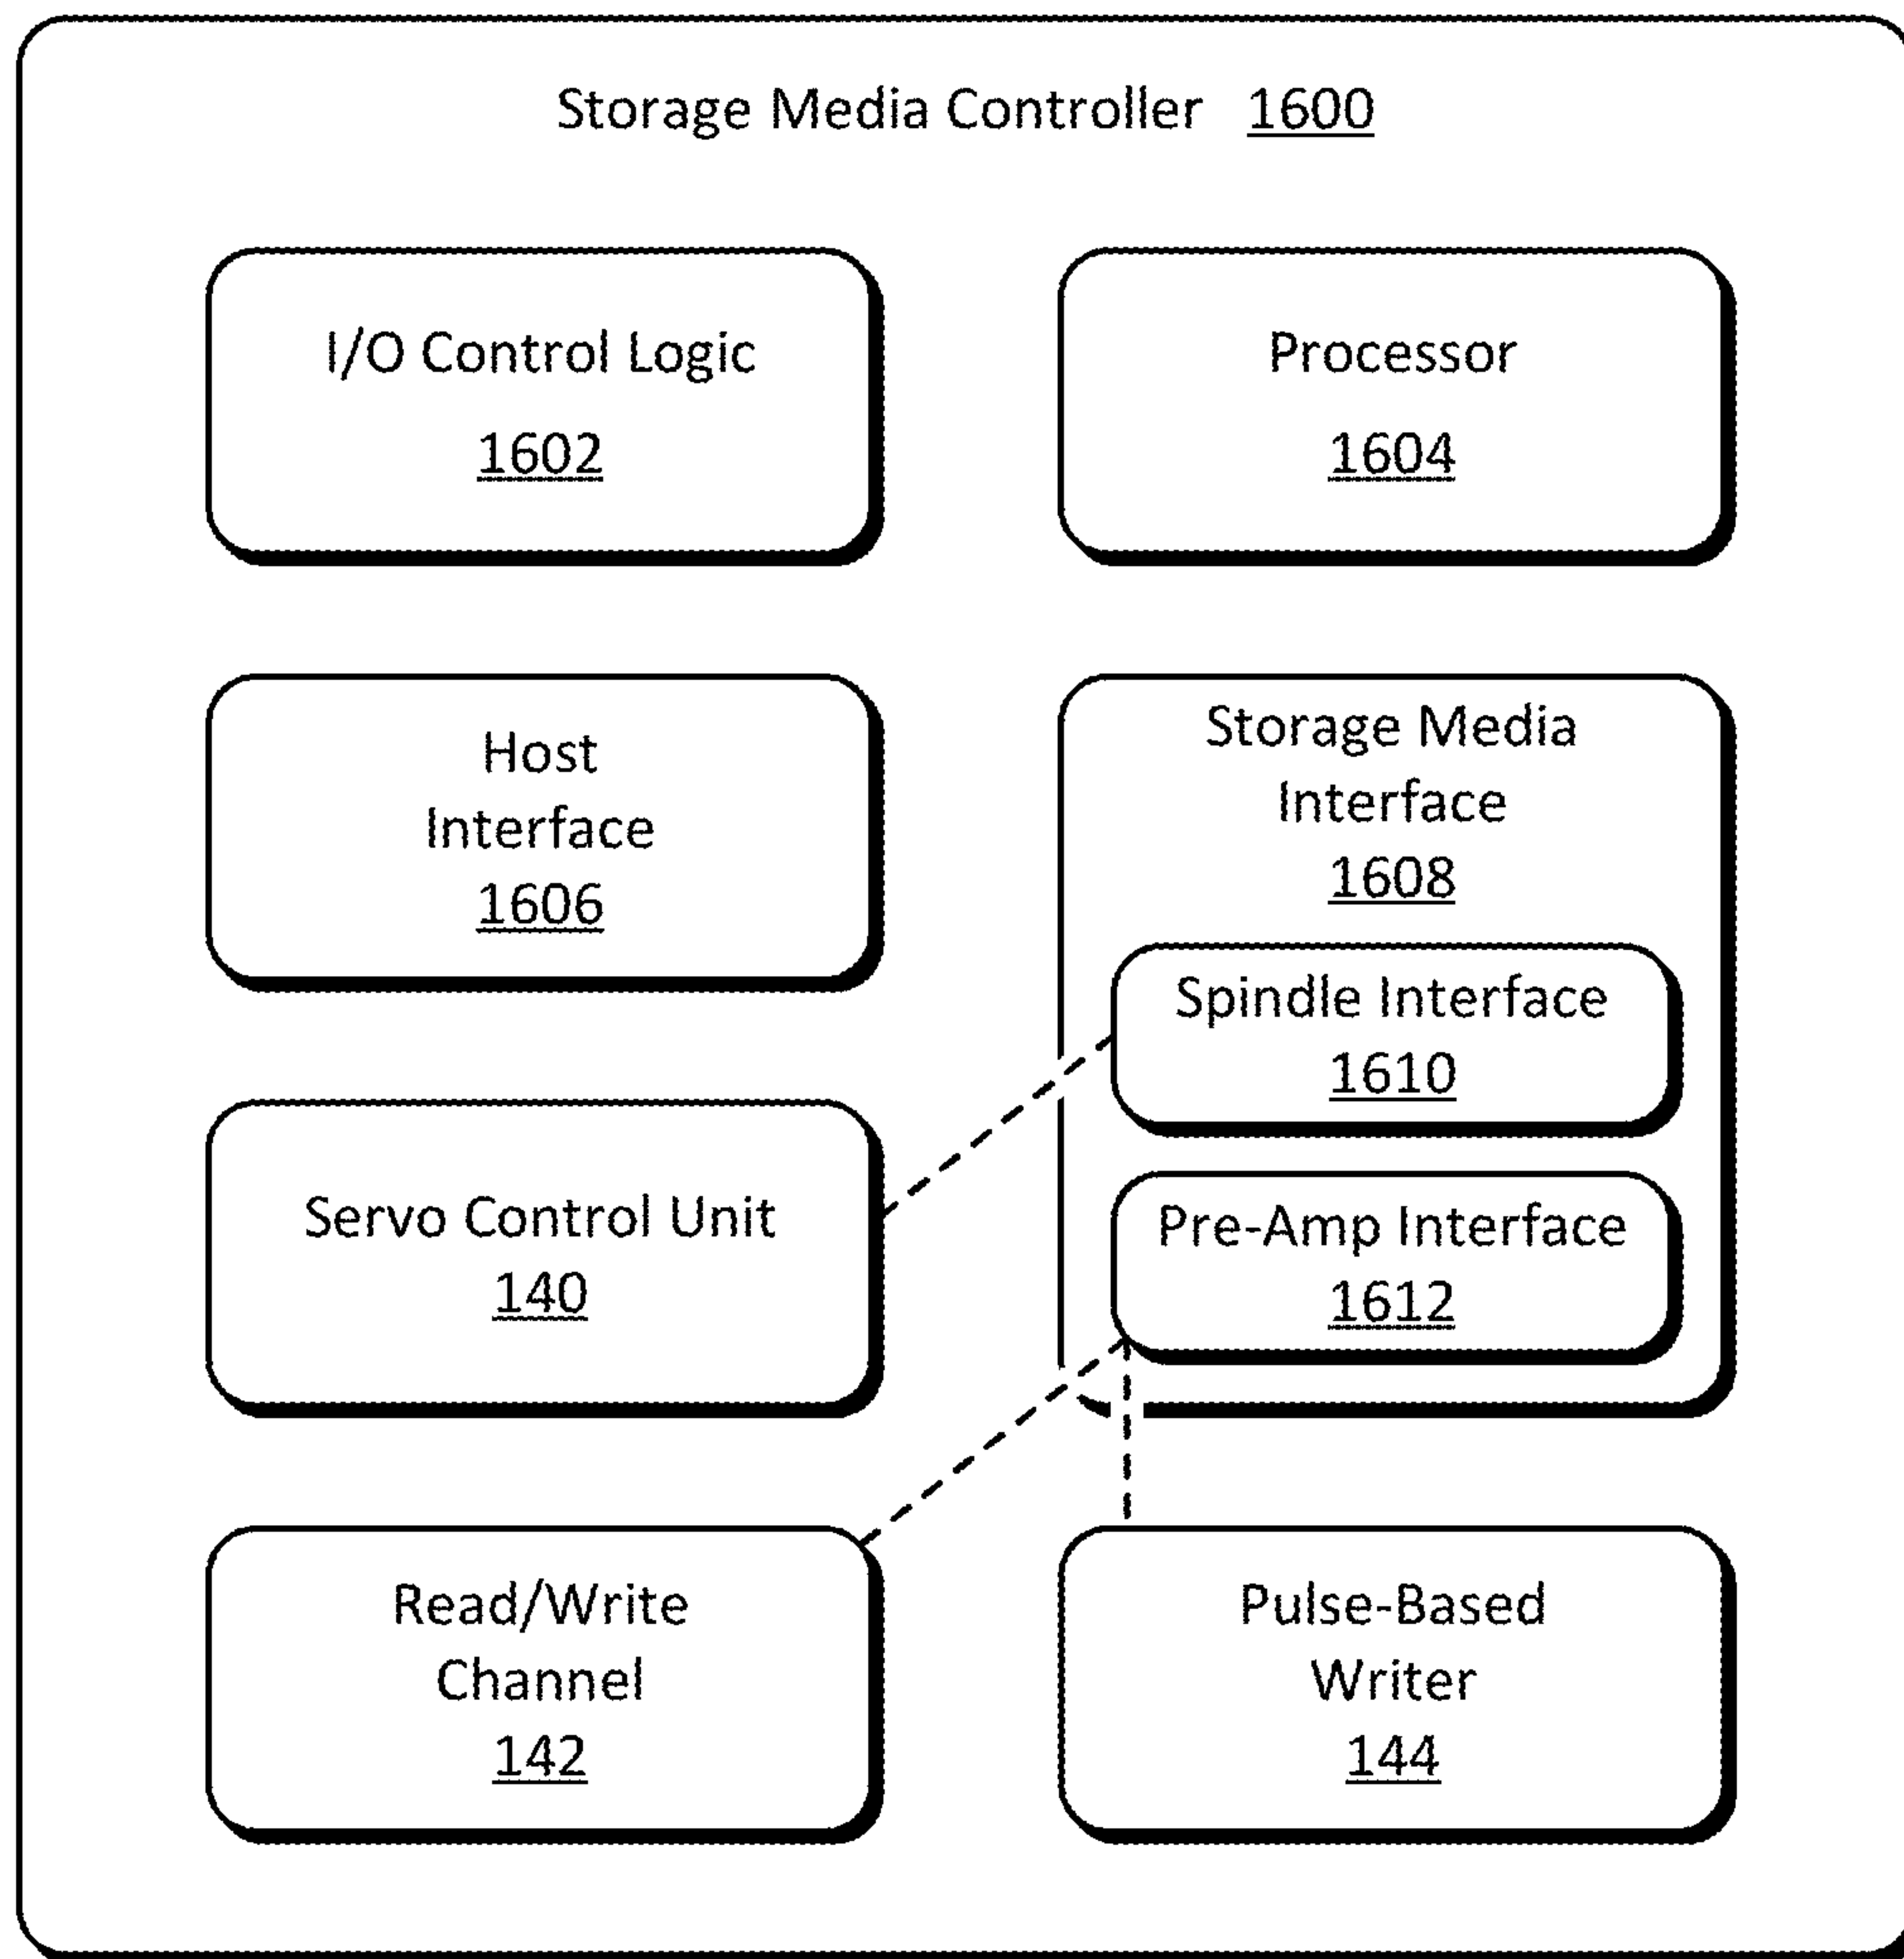 Storage Media Controller 1600
I/O Control Logic
1602
Processor
1604
Host
Interface
1606
Storage Media
Interface
1608
Spindle Interface
1610
Pre-Amp Interface
1612
Servo Control Unit
140
Read/Write
Channel
142
Pulse-Based
Writer
144